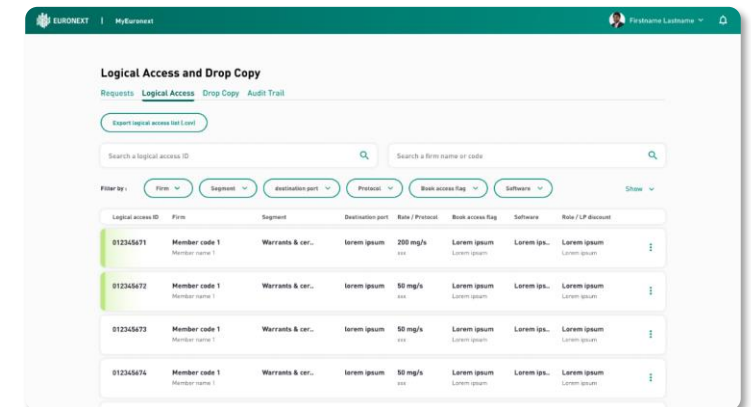 EURONEXT | MyEuronext Firstname Lastname
Logical Access and Drop Copy
Requests Logical Access Drop Copy Audit Trail
Export logical access list (.csv)
Search a logical access ID Search a firm name or code
Filter by : Firm Segment destination port Protocol Book access flag Software Show
Logical access ID Firm Segment Destination port Rate / Protocol Book access flag Software Role / LP discount
012345671 Member code 1 Warrants & cer... lorem ipsum 200 mg/s Lorem ipsum Lorem ips... Lorem ipsum
Member name 1 xxx Lorem ipsum Lorem ipsum
012345672 Member code 1 Warrants & cer... lorem ipsum 50 mg/s Lorem ipsum Lorem ips... Lorem ipsum
Member name 1 xxx Lorem ipsum Lorem ipsum
012345673 Member code 1 Warrants & cer... lorem ipsum 50 mg/s Lorem ipsum Lorem ips... Lorem ipsum
Member name 1 xxx Lorem ipsum Lorem ipsum
012345674 Member code 1 Warrants & cer... lorem ipsum 50 mg/s Lorem ipsum Lorem ips... Lorem ipsum
Member name 1 xxx Lorem ipsum Lorem ipsum